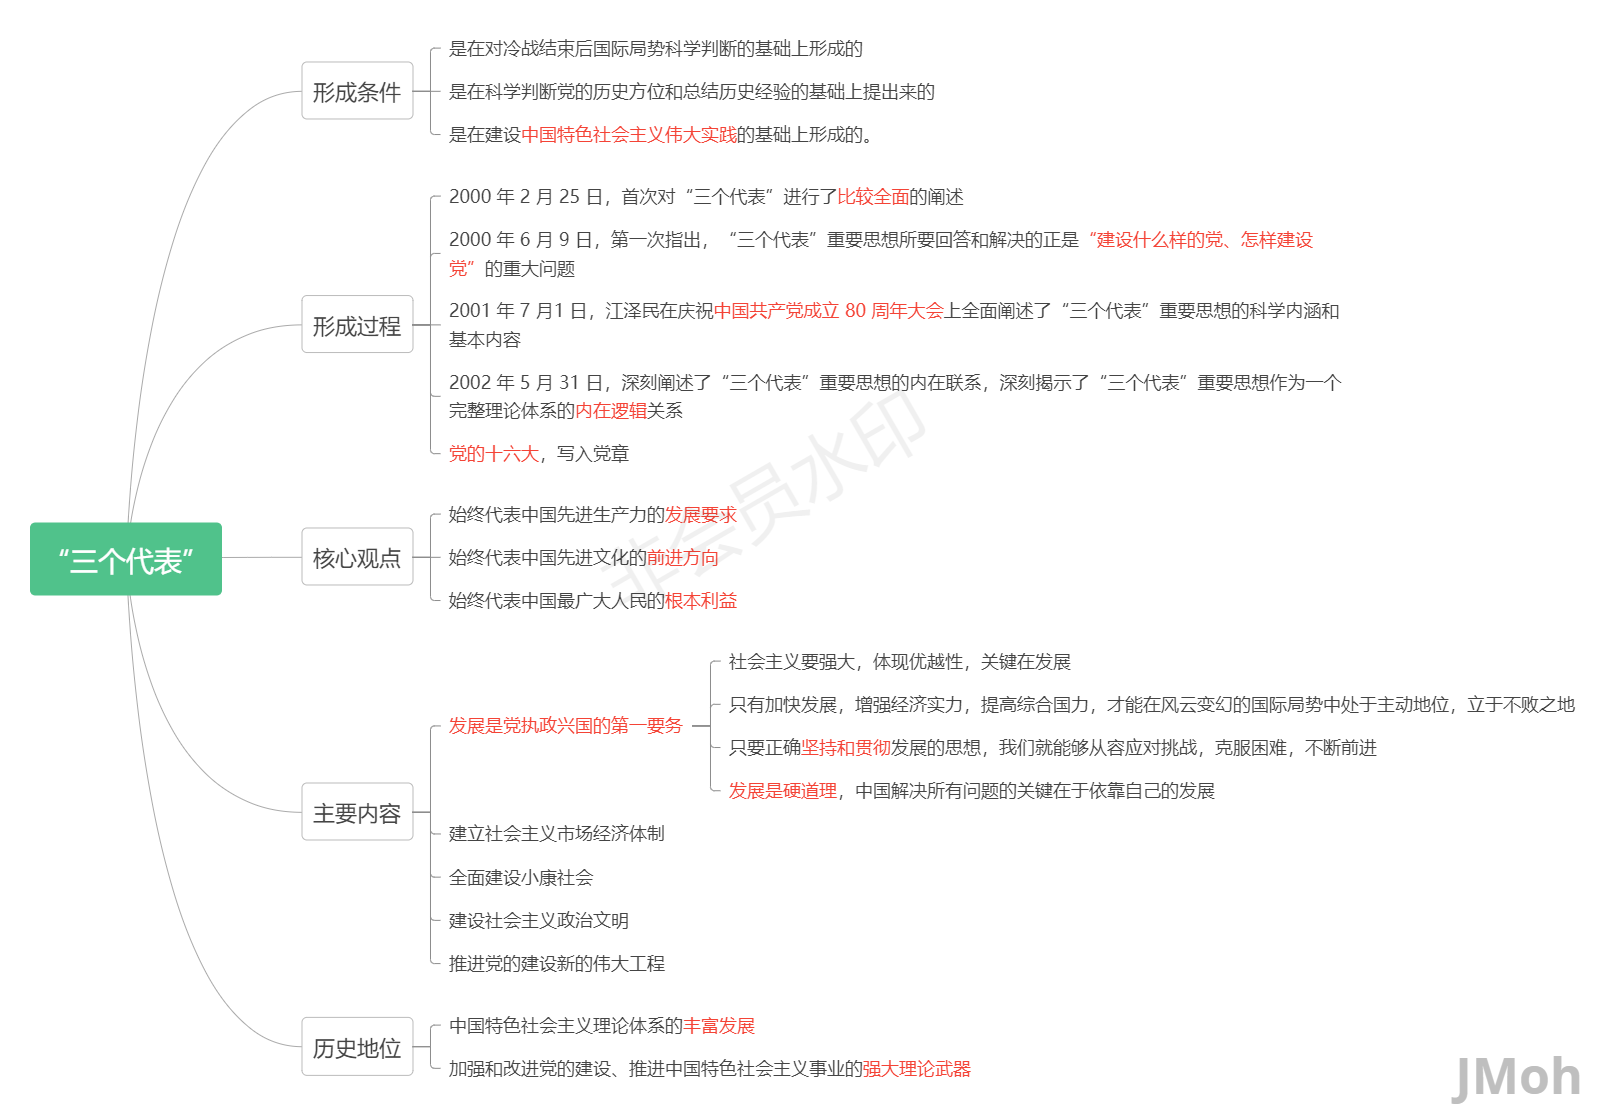 “三个代表”
形成条件
是在对冷战结束后国际局势科学判断的基础上形成的
是在科学判断党的历史方位和总结历史经验的基础上提出来的
是在建设中国特色社会主义伟大实践的基础上形成的。
形成过程
2000 年 2 月 25 日，首次对“三个代表”进行了比较全面的阐述
2000 年 6 月 9 日，第一次指出，“三个代表”重要思想所要回答和解决的正是“建设什么样的党、怎样建设
党”的重大问题
2001 年 7 月1 日，江泽民在庆祝中国共产党成立 80 周年大会上全面阐述了“三个代表”重要思想的科学内涵和
基本内容
2002 年 5 月 31 日，深刻阐述了“三个代表”重要思想的内在联系，深刻揭示了“三个代表”重要思想作为一个
完整理论体系的内在逻辑关系
党的十六大，写入党章
核心观点
始终代表中国先进生产力的发展要求
始终代表中国先进文化的前进方向
始终代表中国最广大人民的根本利益
主要内容
发展是党执政兴国的第一要务
社会主义要强大，体现优越性，关键在发展
只有加快发展，增强经济实力，提高综合国力，才能在风云变幻的国际局势中处于主动地位，立于不败之地
只要正确坚持和贯彻发展的思想，我们就能够从容应对挑战，克服困难，不断前进
发展是硬道理，中国解决所有问题的关键在于依靠自己的发展
建立社会主义市场经济体制
全面建设小康社会
建设社会主义政治文明
推进党的建设新的伟大工程
历史地位
中国特色社会主义理论体系的丰富发展
加强和改进党的建设、推进中国特色社会主义事业的强大理论武器
非会员水印
JMoh